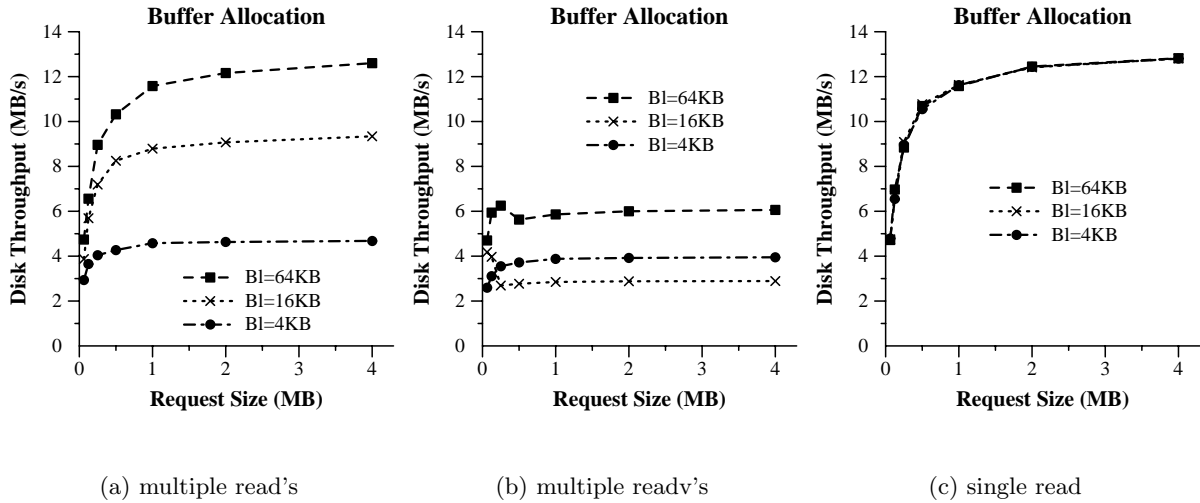 Buffer Allocation
14
12
10
8
6
4
2
0
Disk Throughput (MB/s)
Bl=64KB
Bl=16KB
Bl=4KB
0 1 2 3 4
Request Size (MB)
(a) multiple read's
Buffer Allocation
14
12
10
8
6
4
2
0
Disk Throughput (MB/s)
Bl=64KB
Bl=16KB
Bl=4KB
0 1 2 3 4
Request Size (MB)
(b) multiple readv's
Buffer Allocation
14
12
10
8
6
4
2
0
Disk Throughput (MB/s)
Bl=64KB
Bl=16KB
Bl=4KB
0 1 2 3 4
Request Size (MB)
(c) single read